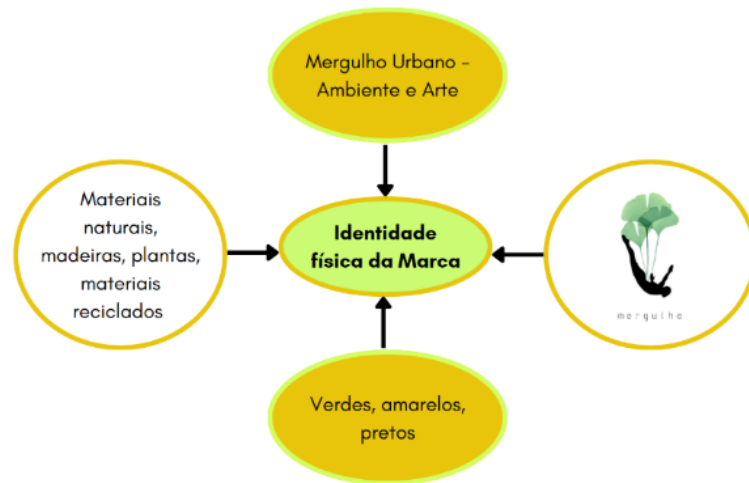 Mergulho Urbano -
Ambiente e Arte
Materiais
naturais,
madeiras, plantas,
materiais
reciclados
Identidade
física da Marca
mergulho
Verdes, amarelos,
pretos